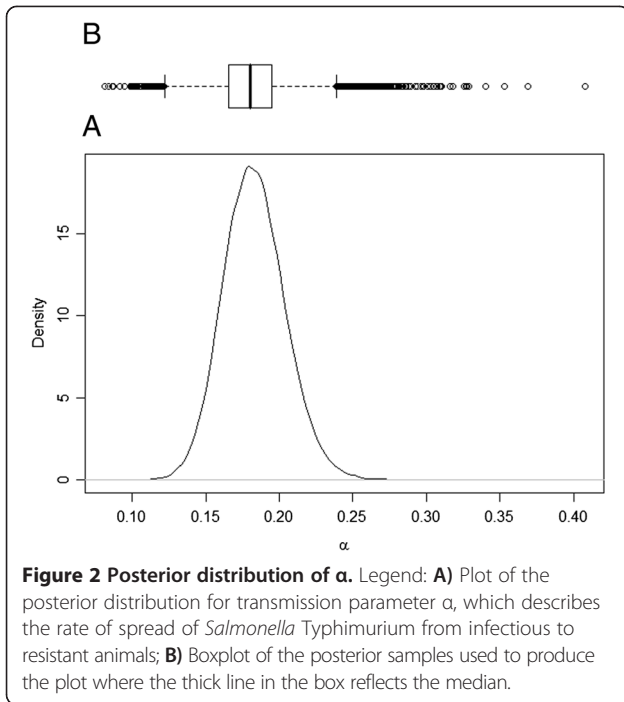 B
A
Density
15
10
5
0
0.10 0.15 0.20 0.25 0.30 0.35 0.40
α
Figure 2 Posterior distribution of α. Legend: A) Plot of the
posterior distribution for transmission parameter α, which describes
the rate of spread of Salmonella Typhimurium from infectious to
resistant animals; B) Boxplot of the posterior samples used to produce
the plot where the thick line in the box reflects the median.